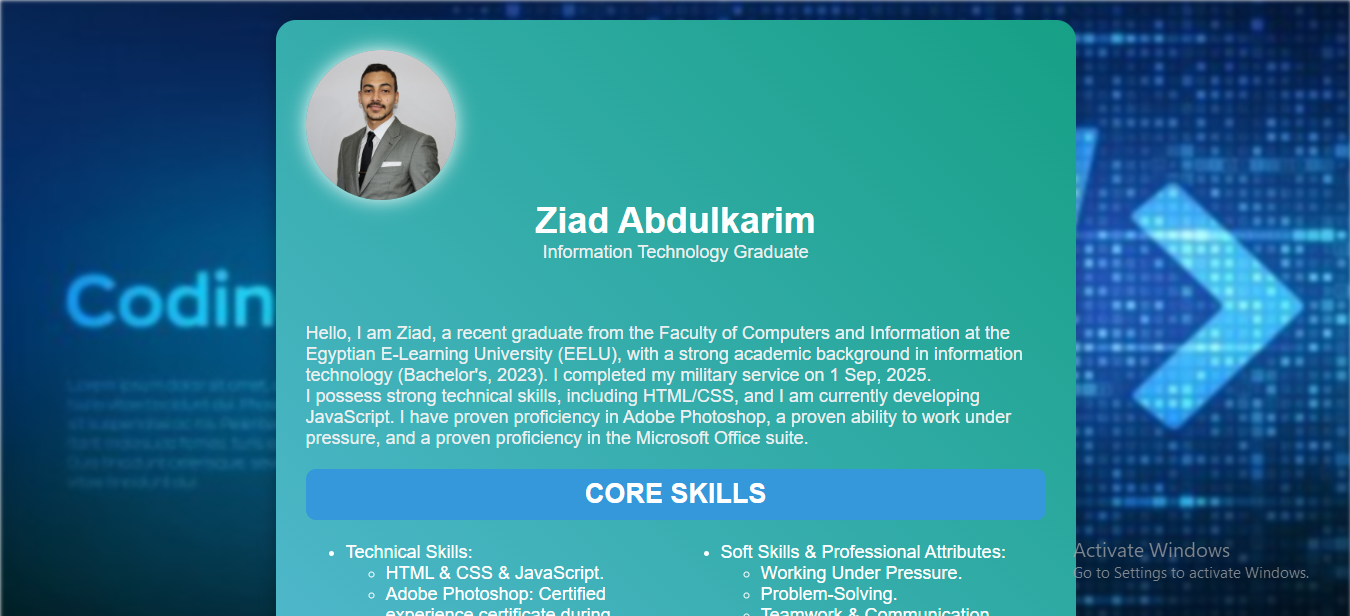 Ziad Abdulkarim
Information Technology Graduate
Codin
Hello, I am Ziad, a recent graduate from the Faculty of Computers and Information at the
Egyptian E-Learning University (EELU), with a strong academic background in information
technology (Bachelor's, 2023). I completed my military service on 1 Sep, 2025.
I possess strong technical skills, including HTML/CSS, and I am currently developing
JavaScript. I have proven proficiency in Adobe Photoshop, a proven ability to work under
pressure, and a proven proficiency in the Microsoft Office suite.
CORE SKILLS
Technical Skills:
HTML & CSS & JavaScript.
Adobe Photoshop: Certified
experience certificate during
Soft Skills & Professional Attributes:
Working Under Pressure.
Problem-Solving.
Teamwork & Communication.
Activate Windows
Go to Settings to activate Windows.